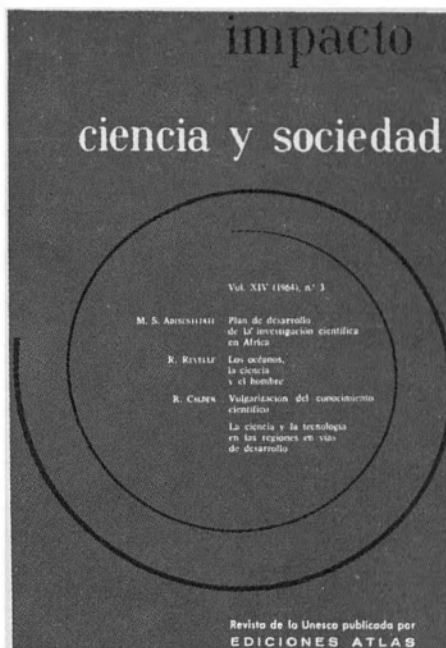 impacto
ciencia y sociedad
Vol. XIV (1964), n.º 3
M. S. Plan de desarrollo
de la investigación científica
en Africa
R. REVELLE Los océanos,
la ciencia
y el hombre
R. CALDER Vulgarización del conocimiento
científico
La ciencia y la tecnología
en las regiones en vías
de desarrollo
Revista de la Unesco publicada por
EDICIONES ATLAS